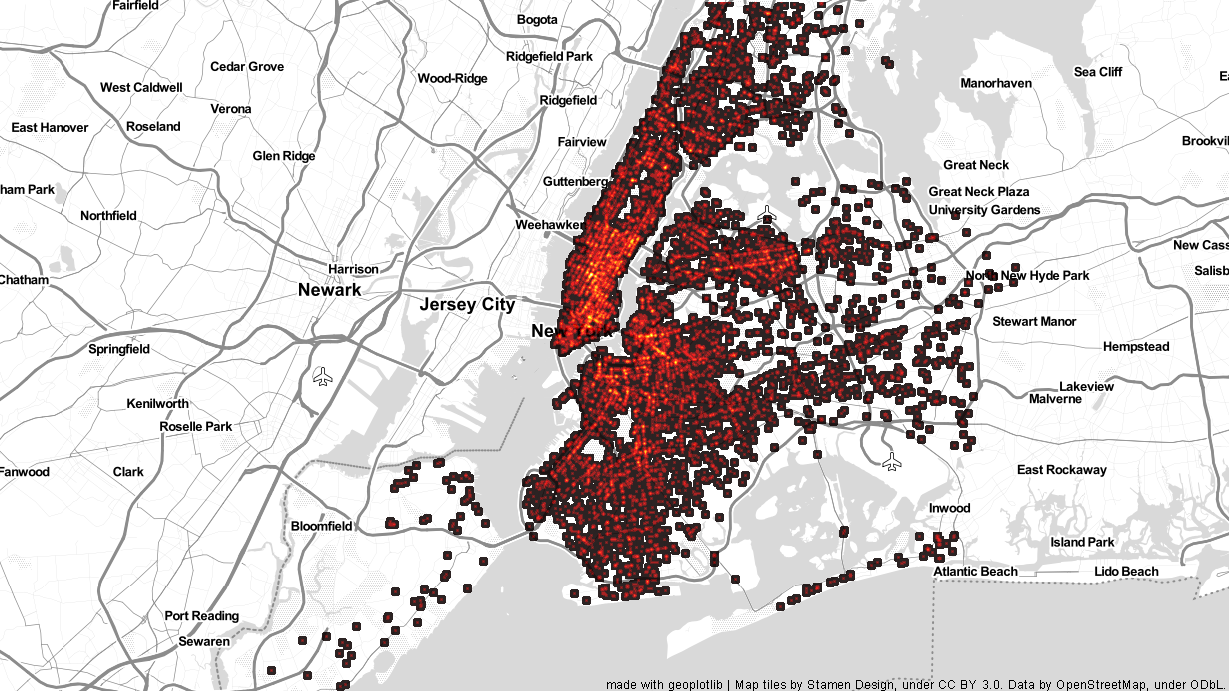 Fairfield
Bogota
Ridgefield Park
Cedar Grove
Wood-Ridge
Sea Cliff
Manorhaven
West Caldwell
Ridgefield
Verona
East Hanover
Roseland
Fairview
Brookvil
Glen Ridge
Great Neck
Guttenberg
ham Park
Great Neck Plaza
Northfield
University Gardens
Weehawken
New Cass
Harrison
Salisb
Chatham
North New Hyde Park
Newark
Jersey City
Stewart Manor
New York
Springfield
Hempstead
Lakeview
Malverne
Kenilworth
Roselle Park
Fanwood
Clark
East Rockaway
Inwood
Bloomfield
Island Park
Atlantic Beach
Lido Beach
Port Reading
Sewaren
made with geoplotlib | Map tiles by Stamen Design, under CC BY 3.0. Data by OpenStreetMap, under ODbL.